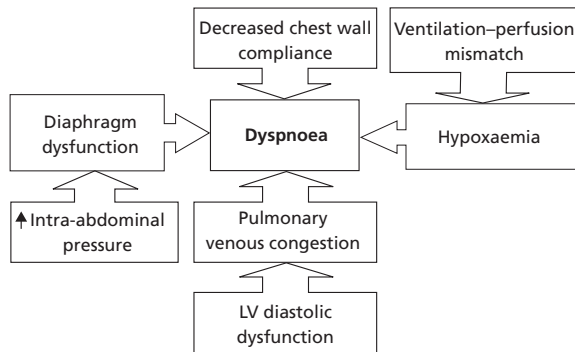 Decreased chest wall
compliance
Ventilation–perfusion
mismatch
Diaphragm
dysfunction
Dyspnoea
Hypoxaemia
↑ Intra-abdominal
pressure
Pulmonary
venous congestion
LV diastolic
dysfunction